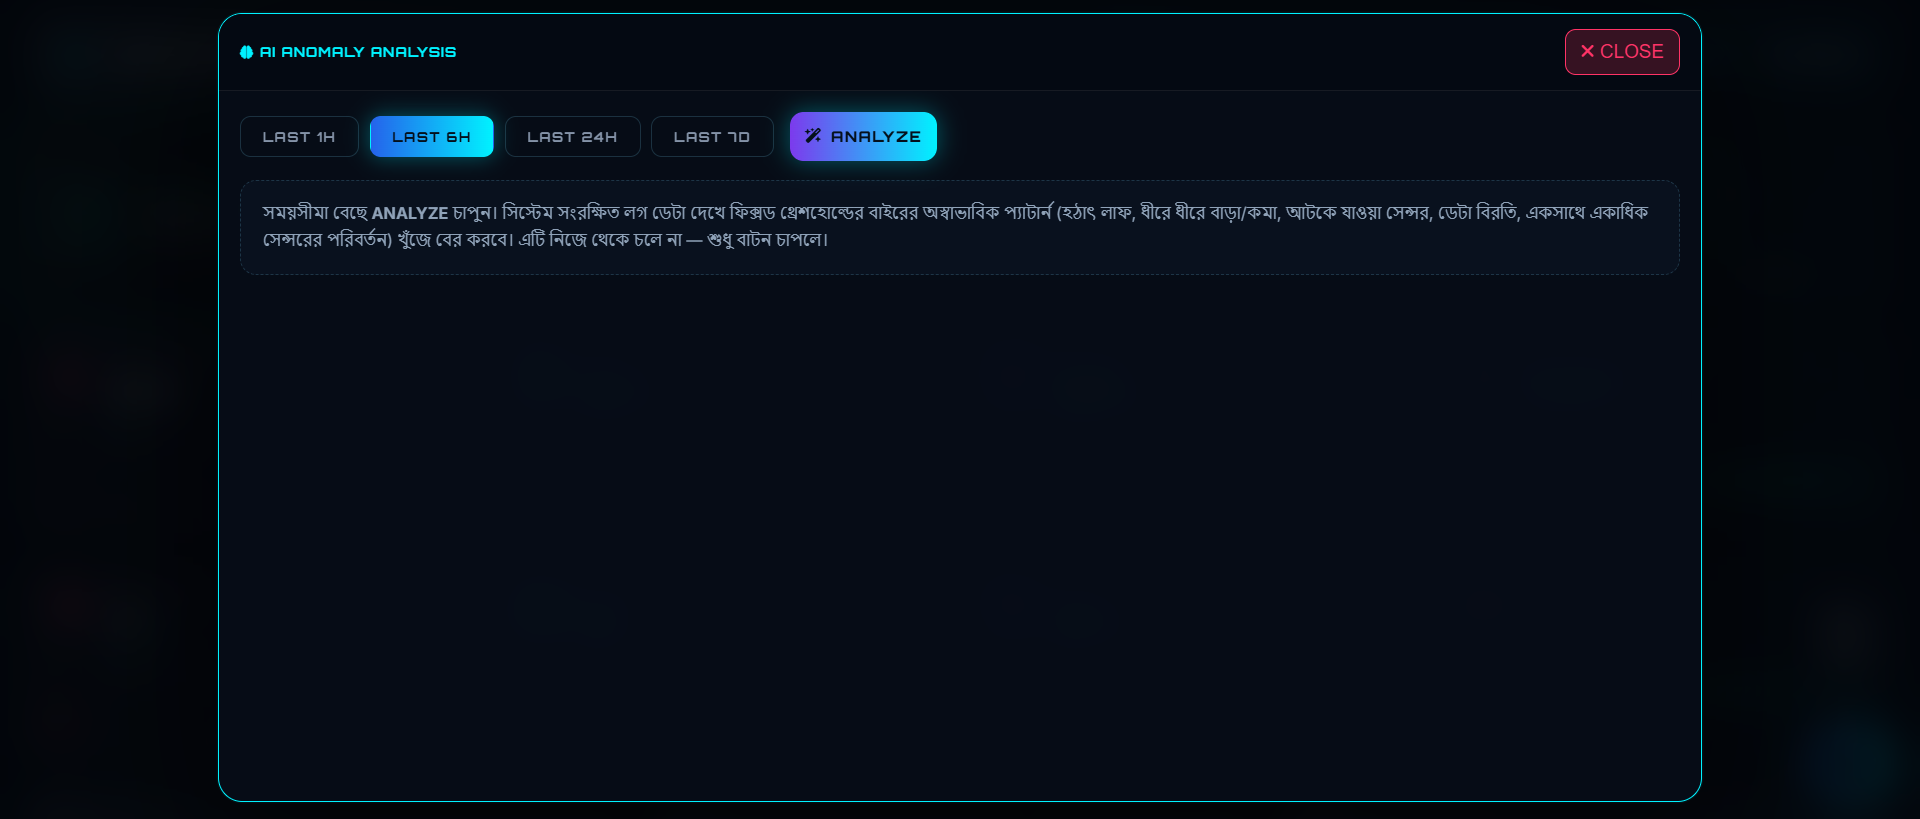 AI ANOMALY ANALYSIS
CLOSE
LAST 1H
LAST 6H
LAST 24H
LAST 7D
ANALYZE
সময়সীমা বেছে ANALYZE চাপুন। সিস্টেম সংরক্ষিত লগ ডেটা দেখে ফিক্সড থ্রেশহোল্ডের বাইরের অস্বাভাবিক প্যাটার্ন (হঠাৎ লাফ, ধীরে ধীরে বাড়া/কমা, আটকে যাওয়া সেন্সর, ডেটা বিরতি, একসাথে একাধিক
সেন্সরের পরিবর্তন) খুঁজে বের করবে। এটি নিজে থেকে চলে না — শুধু বাটন চাপলে।